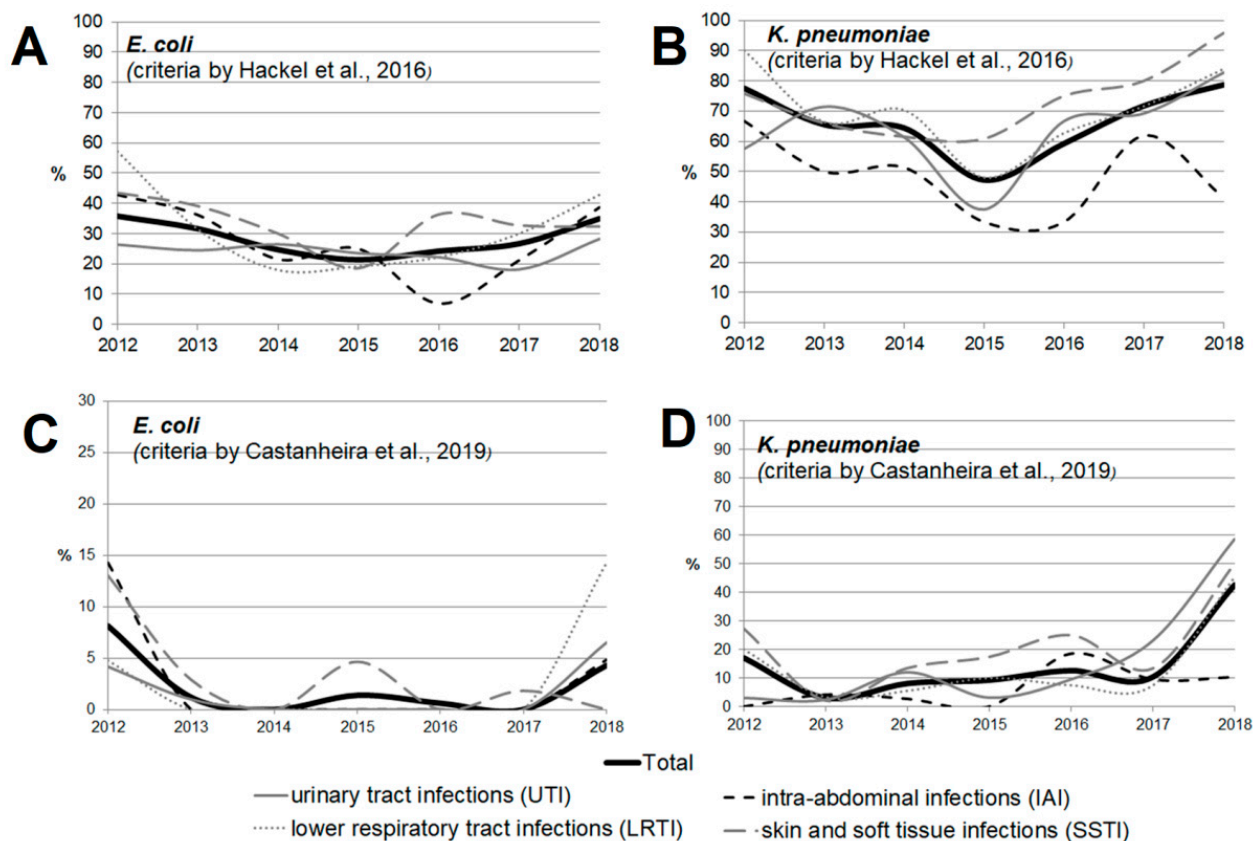 A
E. coli
(criteria by Hackel et al., 2016)
%
100
90
80
70
60
50
40
30
20
10
0
2012 2013 2014 2015 2016 2017 2018
B
K. pneumoniae
(criteria by Hackel et al., 2016)
%
100
90
80
70
60
50
40
30
20
10
0
2012 2013 2014 2015 2016 2017 2018
C
E. coli
(criteria by Castanheira et al., 2019)
%
30
25
20
15
10
5
0
2012 2013 2014 2015 2016 2017 2018
D
K. pneumoniae
(criteria by Castanheira et al., 2019)
%
100
90
80
70
60
50
40
30
20
10
0
2012 2013 2014 2015 2016 2017 2018
Total
urinary tract infections (UTI)
intra-abdominal infections (IAI)
lower respiratory tract infections (LRTI)
skin and soft tissue infections (SSTI)